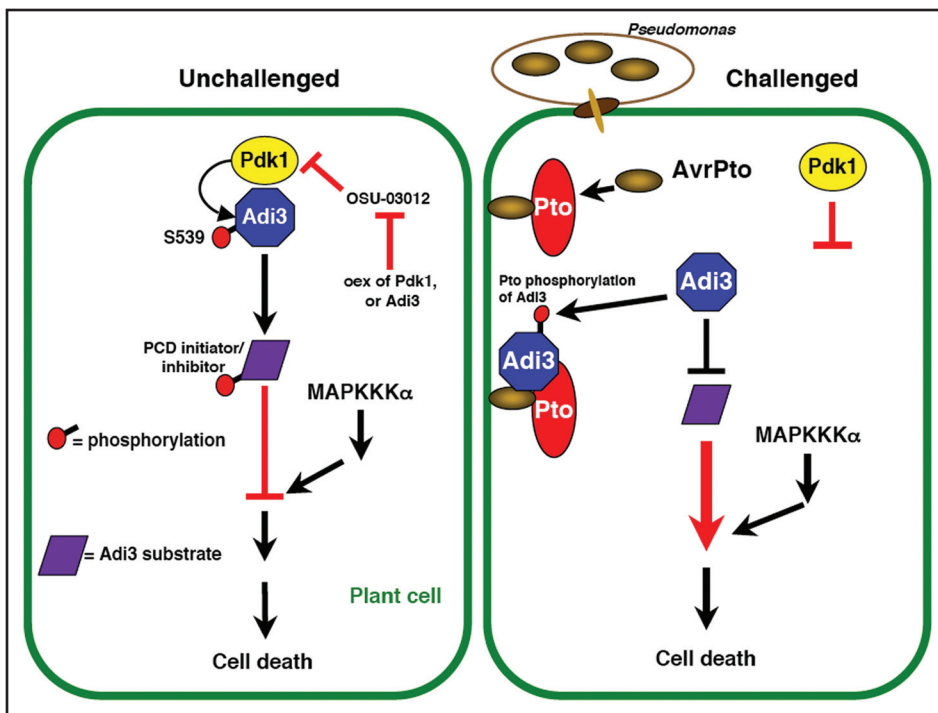 Pseudomonas
Unchallenged
Challenged
Pdk1
OSU-03012
Adi3
S539
oex of Pdk1,
or Adi3
PCD initiator/
inhibitor
MAPKKKα
= phosphorylation
= Adi3 substrate
Plant cell
Cell death
AvrPto
Pdk1
Pto
Pto phosphorylation
of Adi3
Adi3
Adi3
Pto
MAPKKKα
Cell death